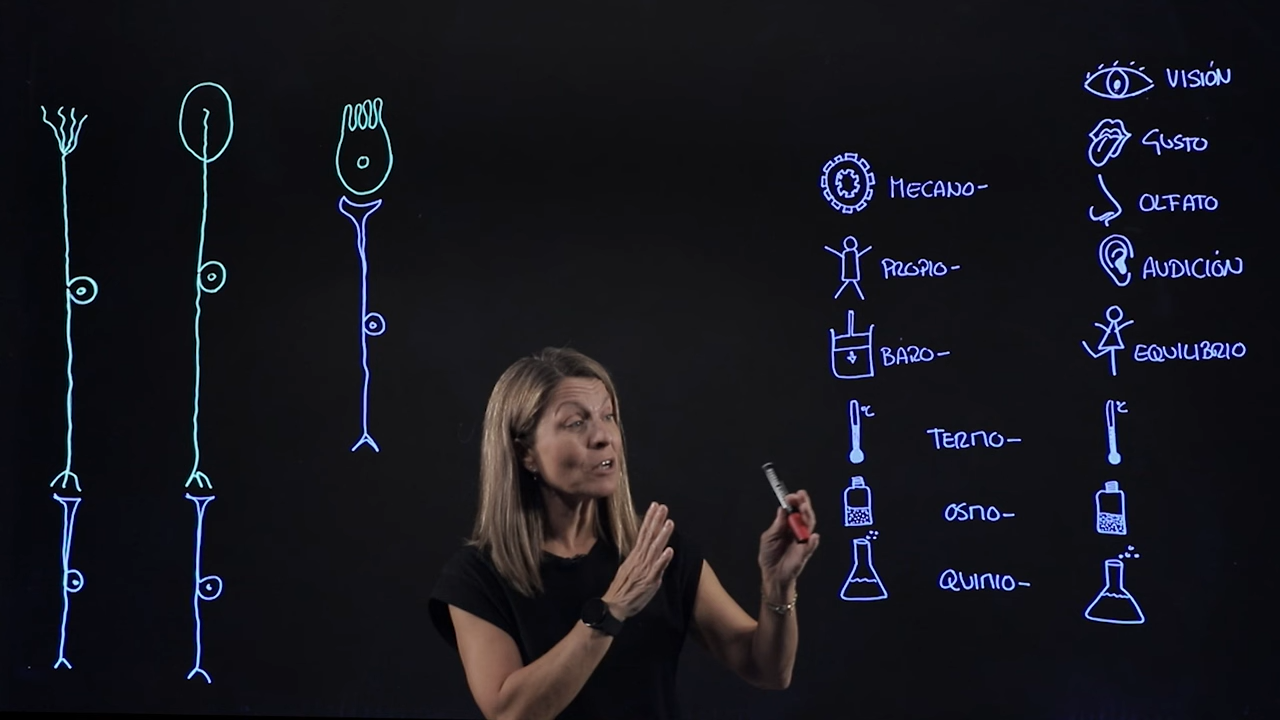 MECANO-
PROPIO-
BARO-
TERMO-
OSMO-
QUIMIO-
VISIÓN
GUSTO
OLFATO
AUDICIÓN
EQUILIBRIO
°C
°C